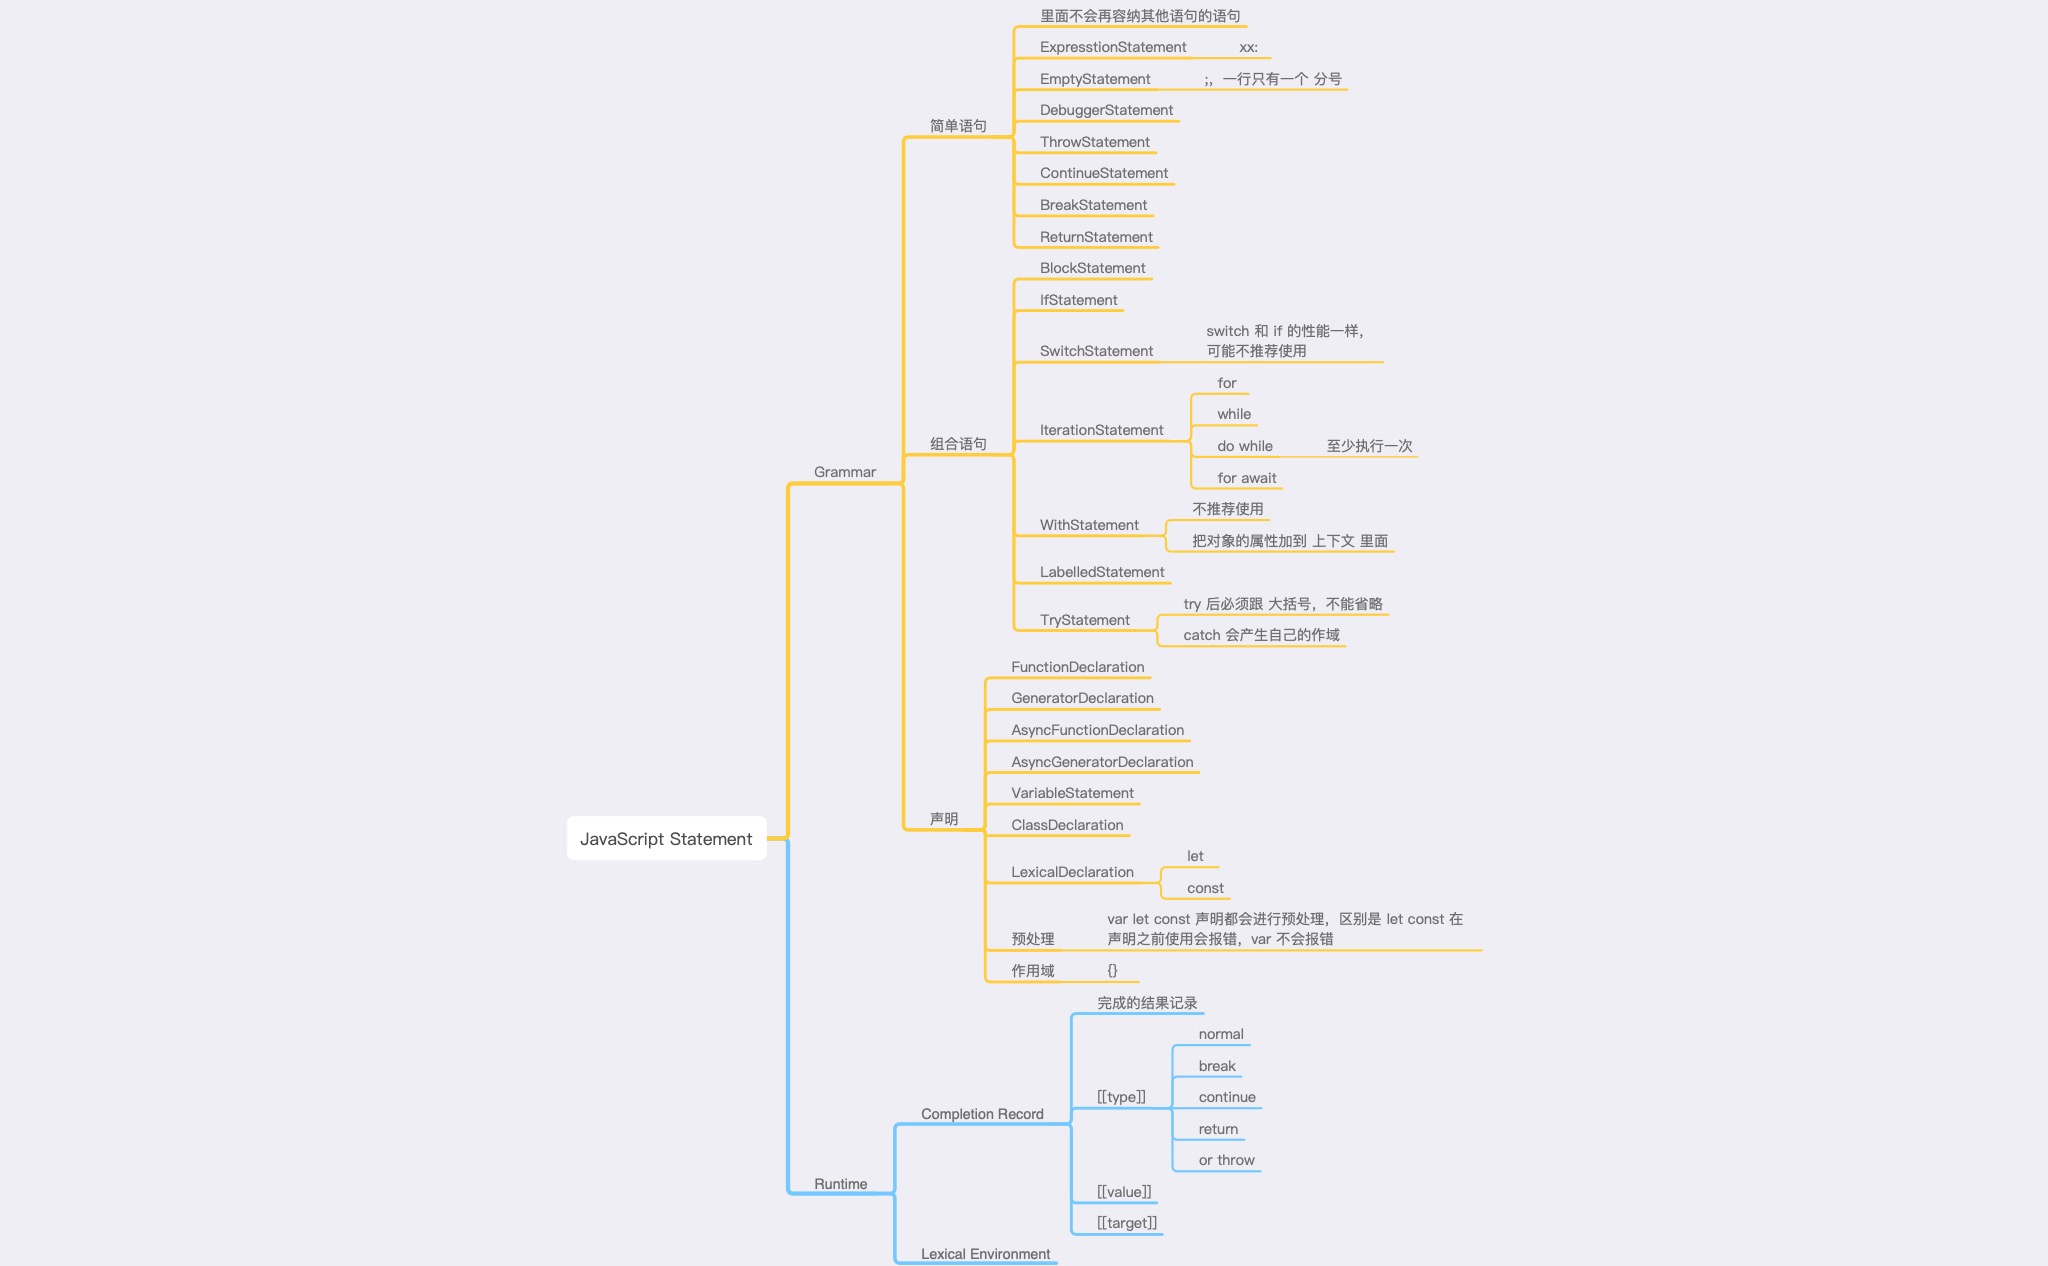 JavaScript Statement
Grammar
简单语句
里面不会再容纳其他语句的语句
ExpresstionStatement
xx:
EmptyStatement
;，一行只有一个 分号
DebuggerStatement
ThrowStatement
ContinueStatement
BreakStatement
ReturnStatement
组合语句
BlockStatement
IfStatement
SwitchStatement
switch 和 if 的性能一样，
可能不推荐使用
IterationStatement
for
while
do while
至少执行一次
for await
WithStatement
不推荐使用
把对象的属性加到 上下文 里面
LabelledStatement
TryStatement
try 后必须跟 大括号，不能省略
catch 会产生自己的作域
声明
FunctionDeclaration
GeneratorDeclaration
AsyncFunctionDeclaration
AsyncGeneratorDeclaration
VariableStatement
ClassDeclaration
LexicalDeclaration
let
const
预处理
var let const 声明都会进行预处理，区别是 let const 在
声明之前使用会报错，var 不会报错
作用域
{}
Runtime
Completion Record
完成的结果记录
[[type]]
normal
break
continue
return
or throw
[[value]]
[[target]]
Lexical Environment